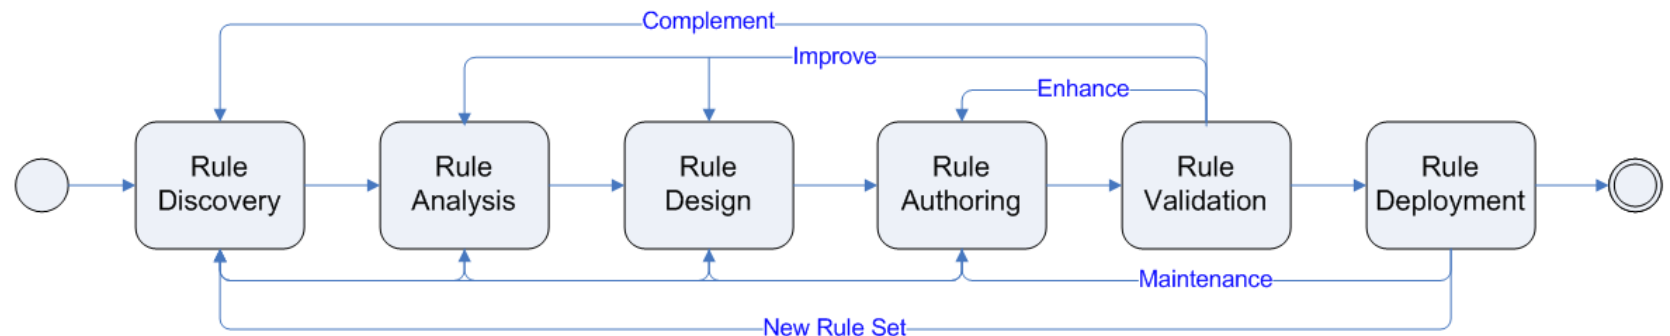 Complement
Improve
Enhance
Rule
Discovery
Rule
Analysis
Rule
Design
Rule
Authoring
Rule
Validation
Rule
Deployment
Maintenance
New Rule Set